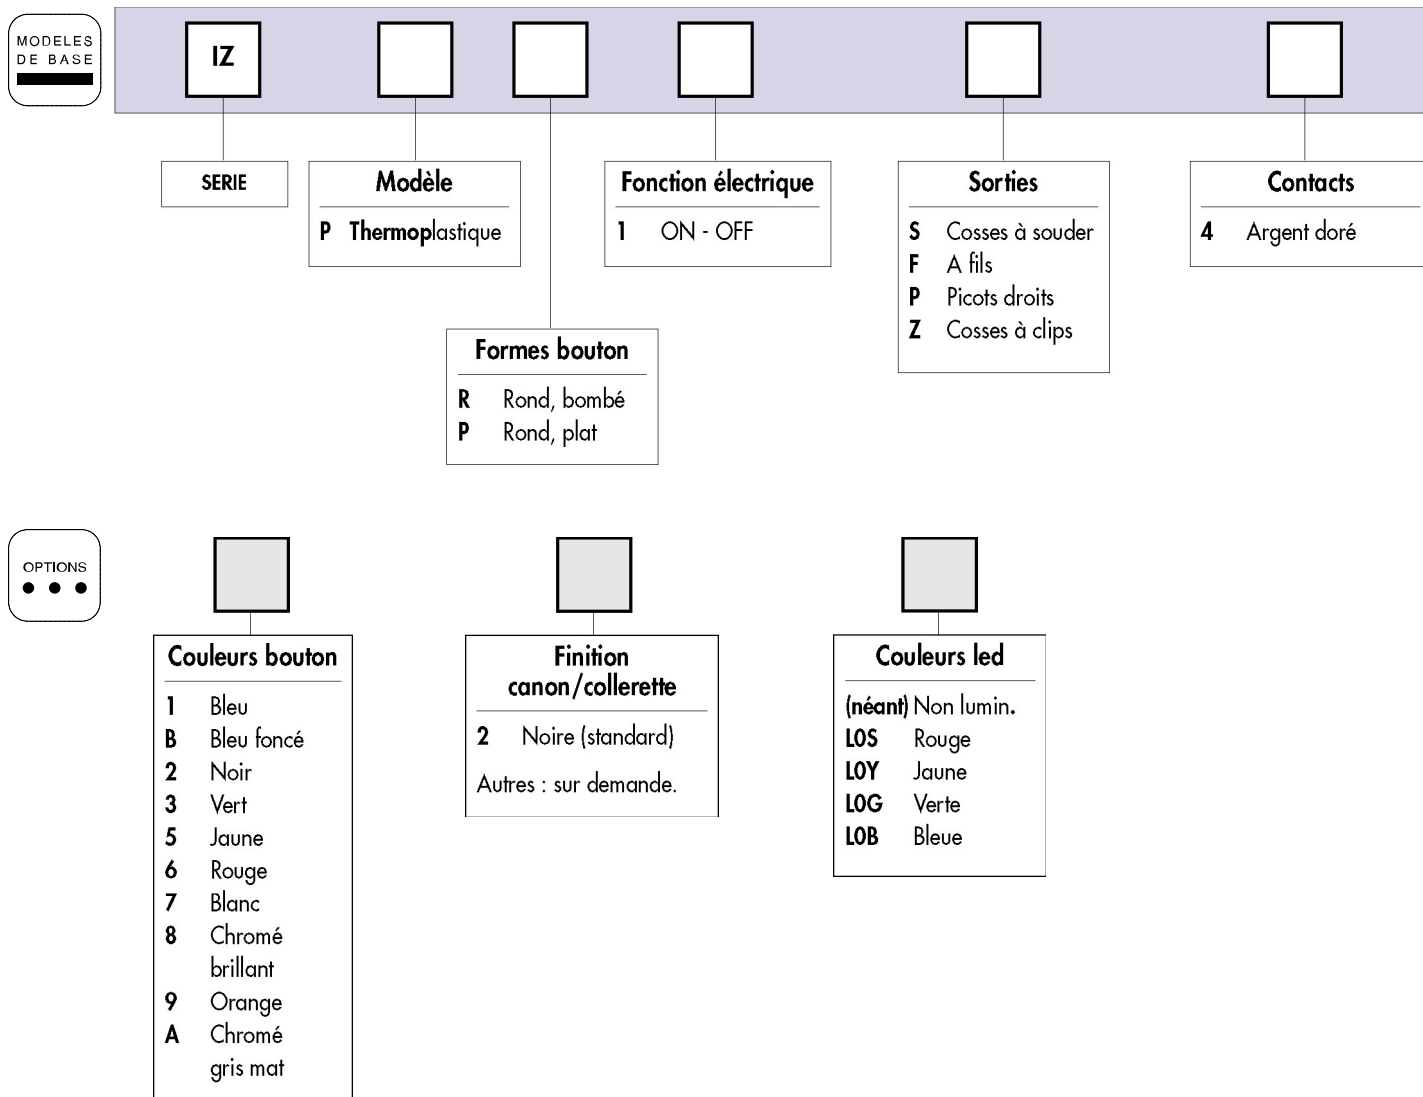 MODELES
DE BASE
IZ
SERIE
Modèle
P Thermoplastique
Formes bouton
R Rond, bombé
P Rond, plat
Fonction électrique
1 ON - OFF
Sorties
S Cosses à souder
F A fils
P Picots droits
Z Cosses à clips
Contacts
4 Argent doré
OPTIONS
Couleurs bouton
1 Bleu
B Bleu foncé
2 Noir
3 Vert
5 Jaune
6 Rouge
7 Blanc
8 Chromé
brillant
9 Orange
A Chromé
gris mat
Finition
canon/collerette
2 Noire (standard)
Autres : sur demande.
Couleurs led
(néant) Non lumin.
L0S Rouge
L0Y Jaune
L0G Verte
L0B Bleue